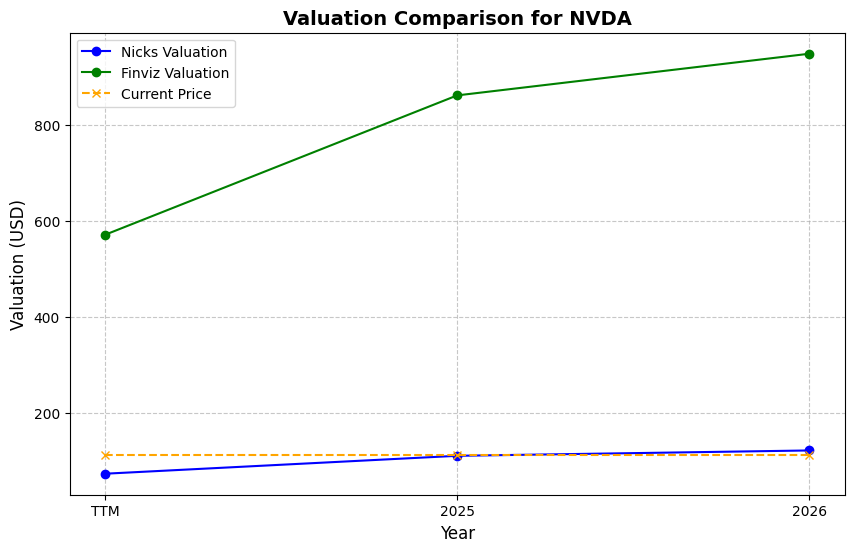 Valuation Comparison for NVDA
Nicks Valuation
Finviz Valuation
Current Price
Valuation (USD)
800
600
400
200
TTM
2025
2026
Year